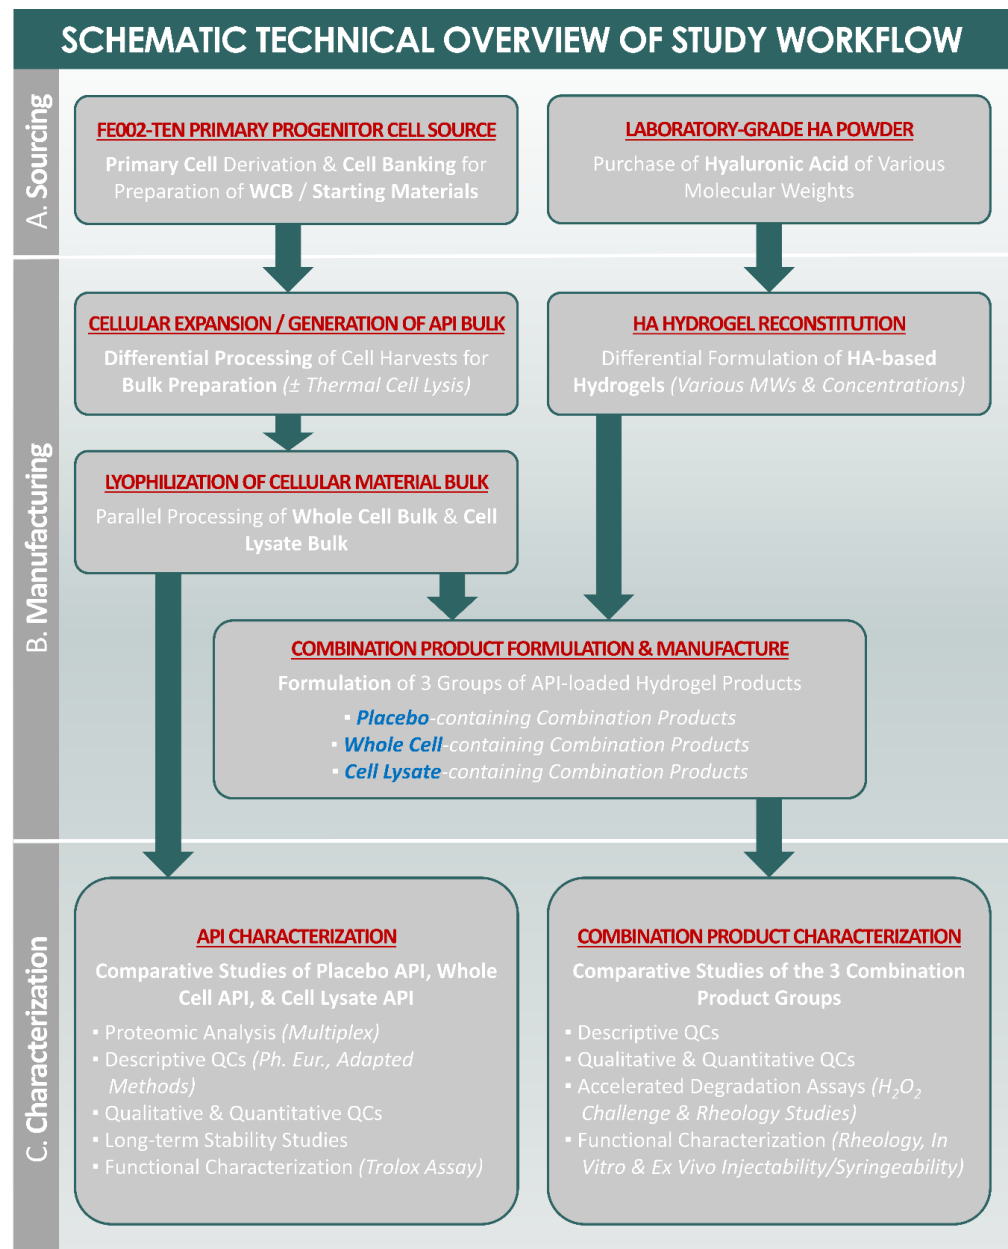 SCHEMATIC TECHNICAL OVERVIEW OF STUDY WORKFLOW
A. Sourcing
FE002-TEN PRIMARY PROGENITOR CELL SOURCE
Primary Cell Derivation & Cell Banking for
Preparation of WCB / Starting Materials
LABORATORY-GRADE HA POWDER
Purchase of Hyaluronic Acid of Various
Molecular Weights
B. Manufacturing
CELLULAR EXPANSION / GENERATION OF API BULK
Differential Processing of Cell Harvests for
Bulk Preparation (± Thermal Cell Lysis)
HA HYDROGEL RECONSTITUTION
Differential Formulation of HA-based
Hydrogels (Various MWs & Concentrations)
LYOPHILIZATION OF CELLULAR MATERIAL BULK
Parallel Processing of Whole Cell Bulk & Cell
Lysate Bulk
COMBINATION PRODUCT FORMULATION & MANUFACTURE
Formulation of 3 Groups of API-loaded Hydrogel Products
▪ Placebo-containing Combination Products
▪ Whole Cell-containing Combination Products
▪ Cell Lysate-containing Combination Products
C. Characterization
API CHARACTERIZATION
Comparative Studies of Placebo API, Whole
Cell API, & Cell Lysate API
▪ Proteomic Analysis (Multiplex)
▪ Descriptive QCs (Ph. Eur., Adapted
Methods)
▪ Qualitative & Quantitative QCs
▪ Long-term Stability Studies
▪ Functional Characterization (Trolox Assay)
COMBINATION PRODUCT CHARACTERIZATION
Comparative Studies of the 3 Combination
Product Groups
▪ Descriptive QCs
▪ Qualitative & Quantitative QCs
▪ Accelerated Degradation Assays (H₂O₂
Challenge & Rheology Studies)
▪ Functional Characterization (Rheology, In
Vitro & Ex Vivo Injectability/Syringeability)